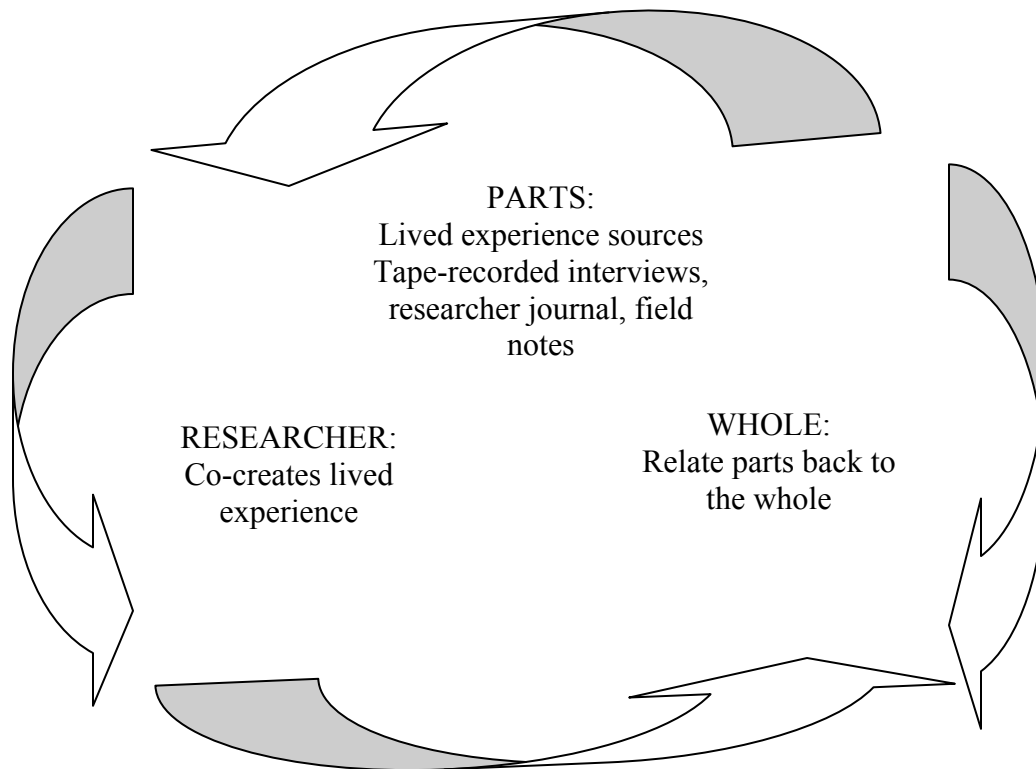 PARTS:
Lived experience sources
Tape-recorded interviews,
researcher journal, field
notes
RESEARCHER:
Co-creates lived
experience
WHOLE:
Relate parts back to
the whole